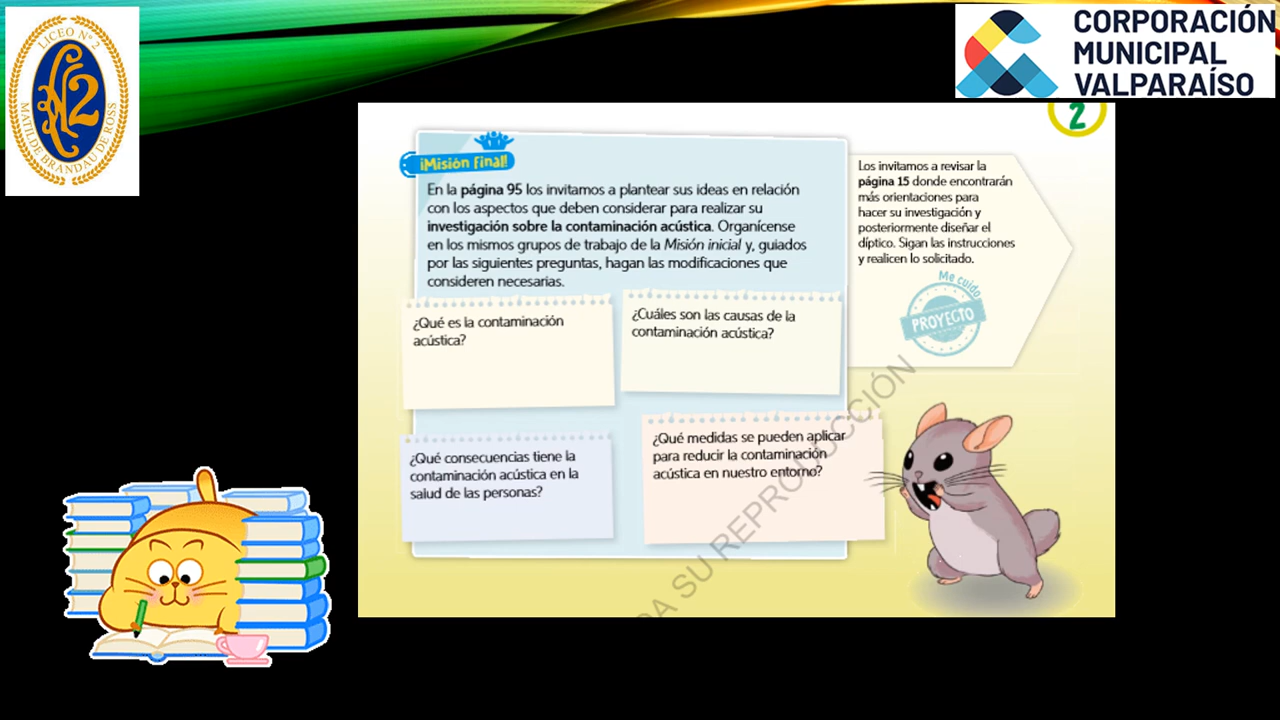 LICEO N° 2
MATILDE BRANDAU DE ROSS
CORPORACIÓN
MUNICIPAL
VALPARAÍSO
2
¡Misión final!
En la página 95 los invitamos a plantear sus ideas en relación
con los aspectos que deben considerar para realizar su
investigación sobre la contaminación acústica. Organícense
en los mismos grupos de trabajo de la Misión inicial y, guiados
por las siguientes preguntas, hagan las modificaciones que
consideren necesarias.
Los invitamos a revisar la
página 15 donde encontrarán
más orientaciones para
hacer su investigación y
posteriormente diseñar el
díptico. Sigan las instrucciones
y realicen lo solicitado.
Me cuido
PROYECTO
¿Qué es la contaminación
acústica?
¿Cuáles son las causas de la
contaminación acústica?
¿Qué consecuencias tiene la
contaminación acústica en la
salud de las personas?
¿Qué medidas se pueden aplicar
para reducir la contaminación
acústica en nuestro entorno?
SU REPRODUCCIÓN